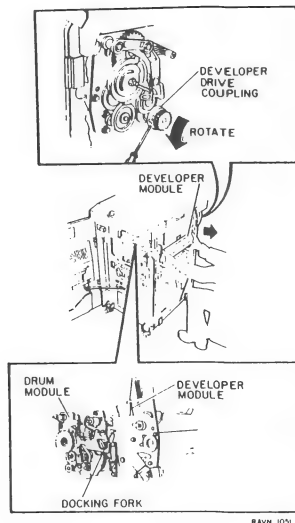 DEVELOPER
DRIVE
COUPLING
ROTATE
DEVELOPER
MODULE
DRUM
MODULE
DEVELOPER
MODULE
DOCKING FORK